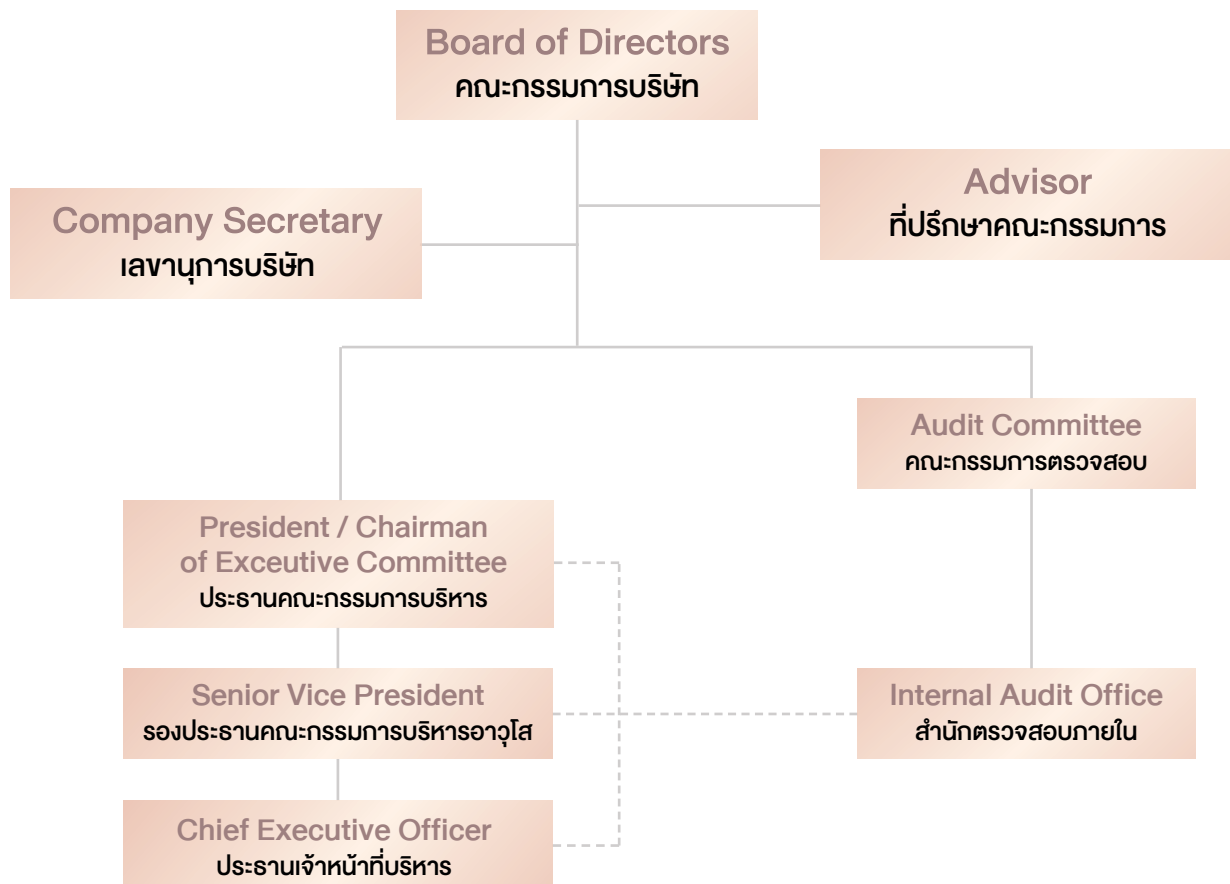 Board of Directors
คณะกรรมการบริษัท
Advisor
ที่ปรึกษาคณะกรรมการ
Company Secretary
เลขานุการบริษัท
Audit Committee
คณะกรรมการตรวจสอบ
President / Chairman
of Exceutive Committee
ประธานคณะกรรมการบริหาร
Senior Vice President
รองประธานคณะกรรมการบริหารอาวุโส
Internal Audit Office
สำนักตรวจสอบภายใน
Chief Executive Officer
ประธานเจ้าหน้าที่บริหาร